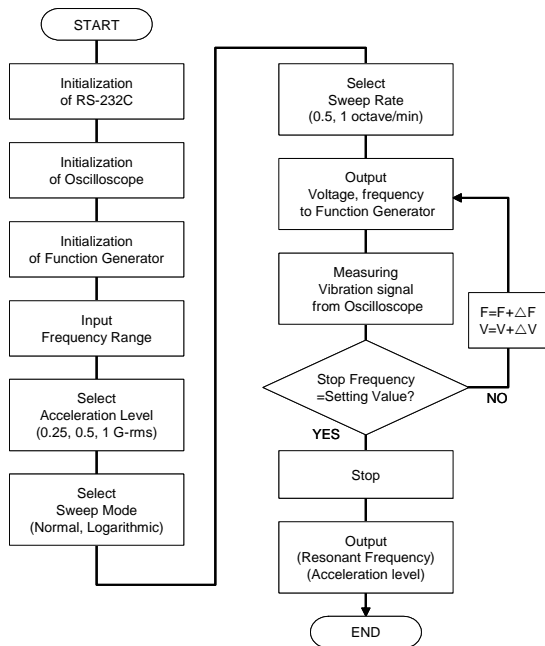 START
Initialization
of RS-232C
Initialization
of Oscilloscope
Initialization
of Function Generator
Input
Frequency Range
Select
Acceleration Level
(0.25, 0.5, 1 G-rms)
Select
Sweep Mode
(Normal, Logarithmic)
Select
Sweep Rate
(0.5, 1 octave/min)
Output
Voltage, frequency
to Function Generator
Measuring
Vibration signal
from Oscilloscope
F=F+△F
V=V+△V
Stop Frequency
=Setting Value?
NO
YES
Stop
Output
(Resonant Frequency)
(Acceleration level)
END